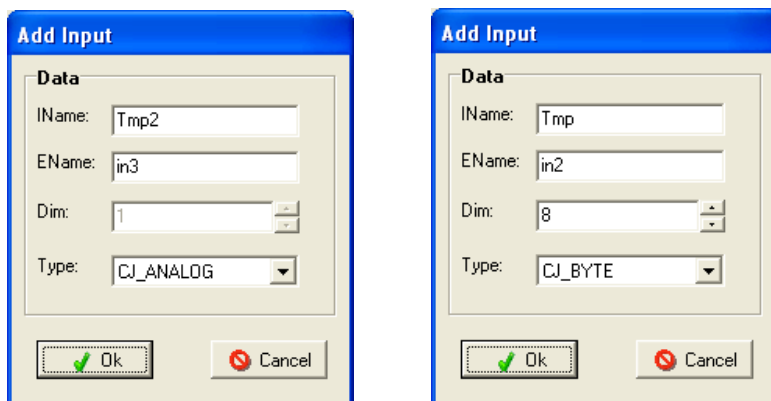 Add Input
Data
IName: Tmp2
EName: in3
Dim: 1
Type: CJ_ANALOG
Ok Cancel
Add Input
Data
IName: Tmp
EName: in2
Dim: 8
Type: CJ_BYTE
Ok Cancel